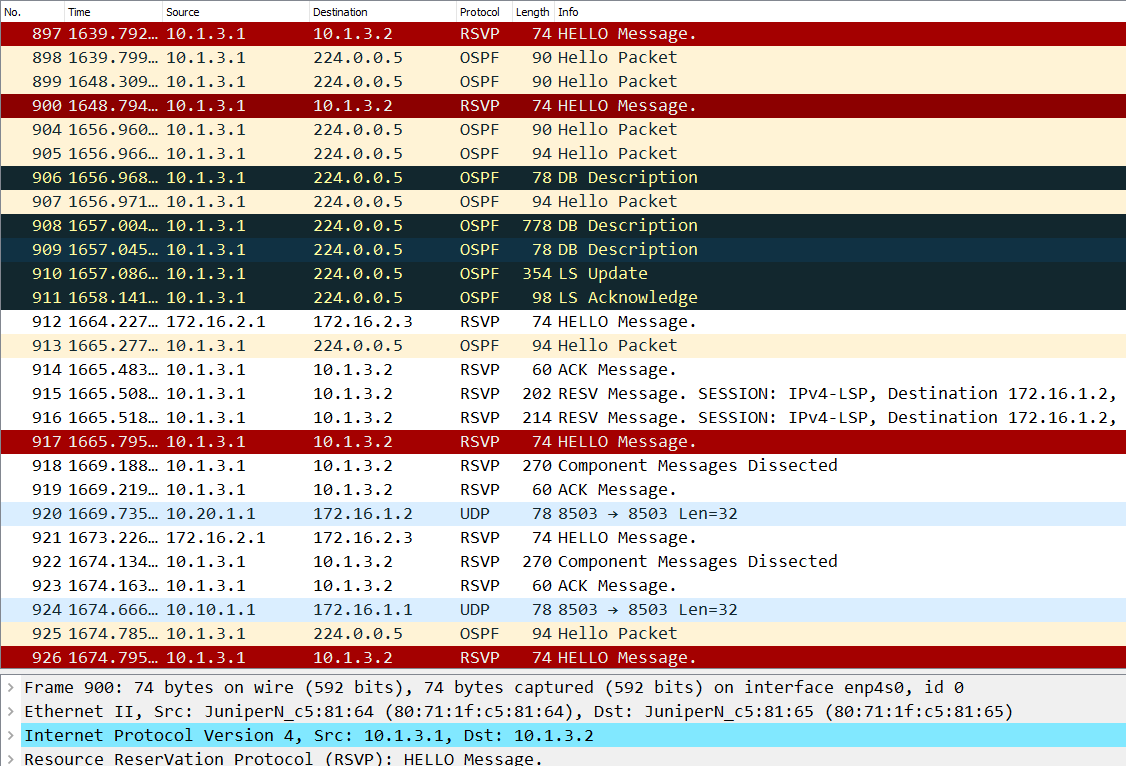 No. Time Source Destination Protocol Length Info
897 1639.792… 10.1.3.1 10.1.3.2 RSVP 74 HELLO Message.
898 1639.799… 10.1.3.1 224.0.0.5 OSPF 90 Hello Packet
899 1648.309… 10.1.3.1 224.0.0.5 OSPF 90 Hello Packet
900 1648.794… 10.1.3.1 10.1.3.2 RSVP 74 HELLO Message.
904 1656.960… 10.1.3.1 224.0.0.5 OSPF 90 Hello Packet
905 1656.966… 10.1.3.1 224.0.0.5 OSPF 94 Hello Packet
906 1656.968… 10.1.3.1 224.0.0.5 OSPF 78 DB Description
907 1656.971… 10.1.3.1 224.0.0.5 OSPF 94 Hello Packet
908 1657.004… 10.1.3.1 224.0.0.5 OSPF 778 DB Description
909 1657.045… 10.1.3.1 224.0.0.5 OSPF 78 DB Description
910 1657.086… 10.1.3.1 224.0.0.5 OSPF 354 LS Update
911 1658.141… 10.1.3.1 224.0.0.5 OSPF 98 LS Acknowledge
912 1664.227… 172.16.2.1 172.16.2.3 RSVP 74 HELLO Message.
913 1665.277… 10.1.3.1 224.0.0.5 OSPF 94 Hello Packet
914 1665.483… 10.1.3.1 10.1.3.2 RSVP 60 ACK Message.
915 1665.508… 10.1.3.1 10.1.3.2 RSVP 202 RESV Message. SESSION: IPv4-LSP, Destination 172.16.1.2,
916 1665.518… 10.1.3.1 10.1.3.2 RSVP 214 RESV Message. SESSION: IPv4-LSP, Destination 172.16.1.2,
917 1665.795… 10.1.3.1 10.1.3.2 RSVP 74 HELLO Message.
918 1669.188… 10.1.3.1 10.1.3.2 RSVP 270 Component Messages Dissected
919 1669.219… 10.1.3.1 10.1.3.2 RSVP 60 ACK Message.
920 1669.735… 10.20.1.1 172.16.1.2 UDP 78 8503 → 8503 Len=32
921 1673.226… 172.16.2.1 172.16.2.3 RSVP 74 HELLO Message.
922 1674.134… 10.1.3.1 10.1.3.2 RSVP 270 Component Messages Dissected
923 1674.163… 10.1.3.1 10.1.3.2 RSVP 60 ACK Message.
924 1674.666… 10.10.1.1 172.16.1.1 UDP 78 8503 → 8503 Len=32
925 1674.785… 10.1.3.1 224.0.0.5 OSPF 94 Hello Packet
926 1674.795… 10.1.3.1 10.1.3.2 RSVP 74 HELLO Message.
Frame 900: 74 bytes on wire (592 bits), 74 bytes captured (592 bits) on interface enp4s0, id 0
Ethernet II, Src: JuniperN_c5:81:64 (80:71:1f:c5:81:64), Dst: JuniperN_c5:81:65 (80:71:1f:c5:81:65)
Internet Protocol Version 4, Src: 10.1.3.1, Dst: 10.1.3.2
Resource ReserVation Protocol (RSVP): HELLO Message.